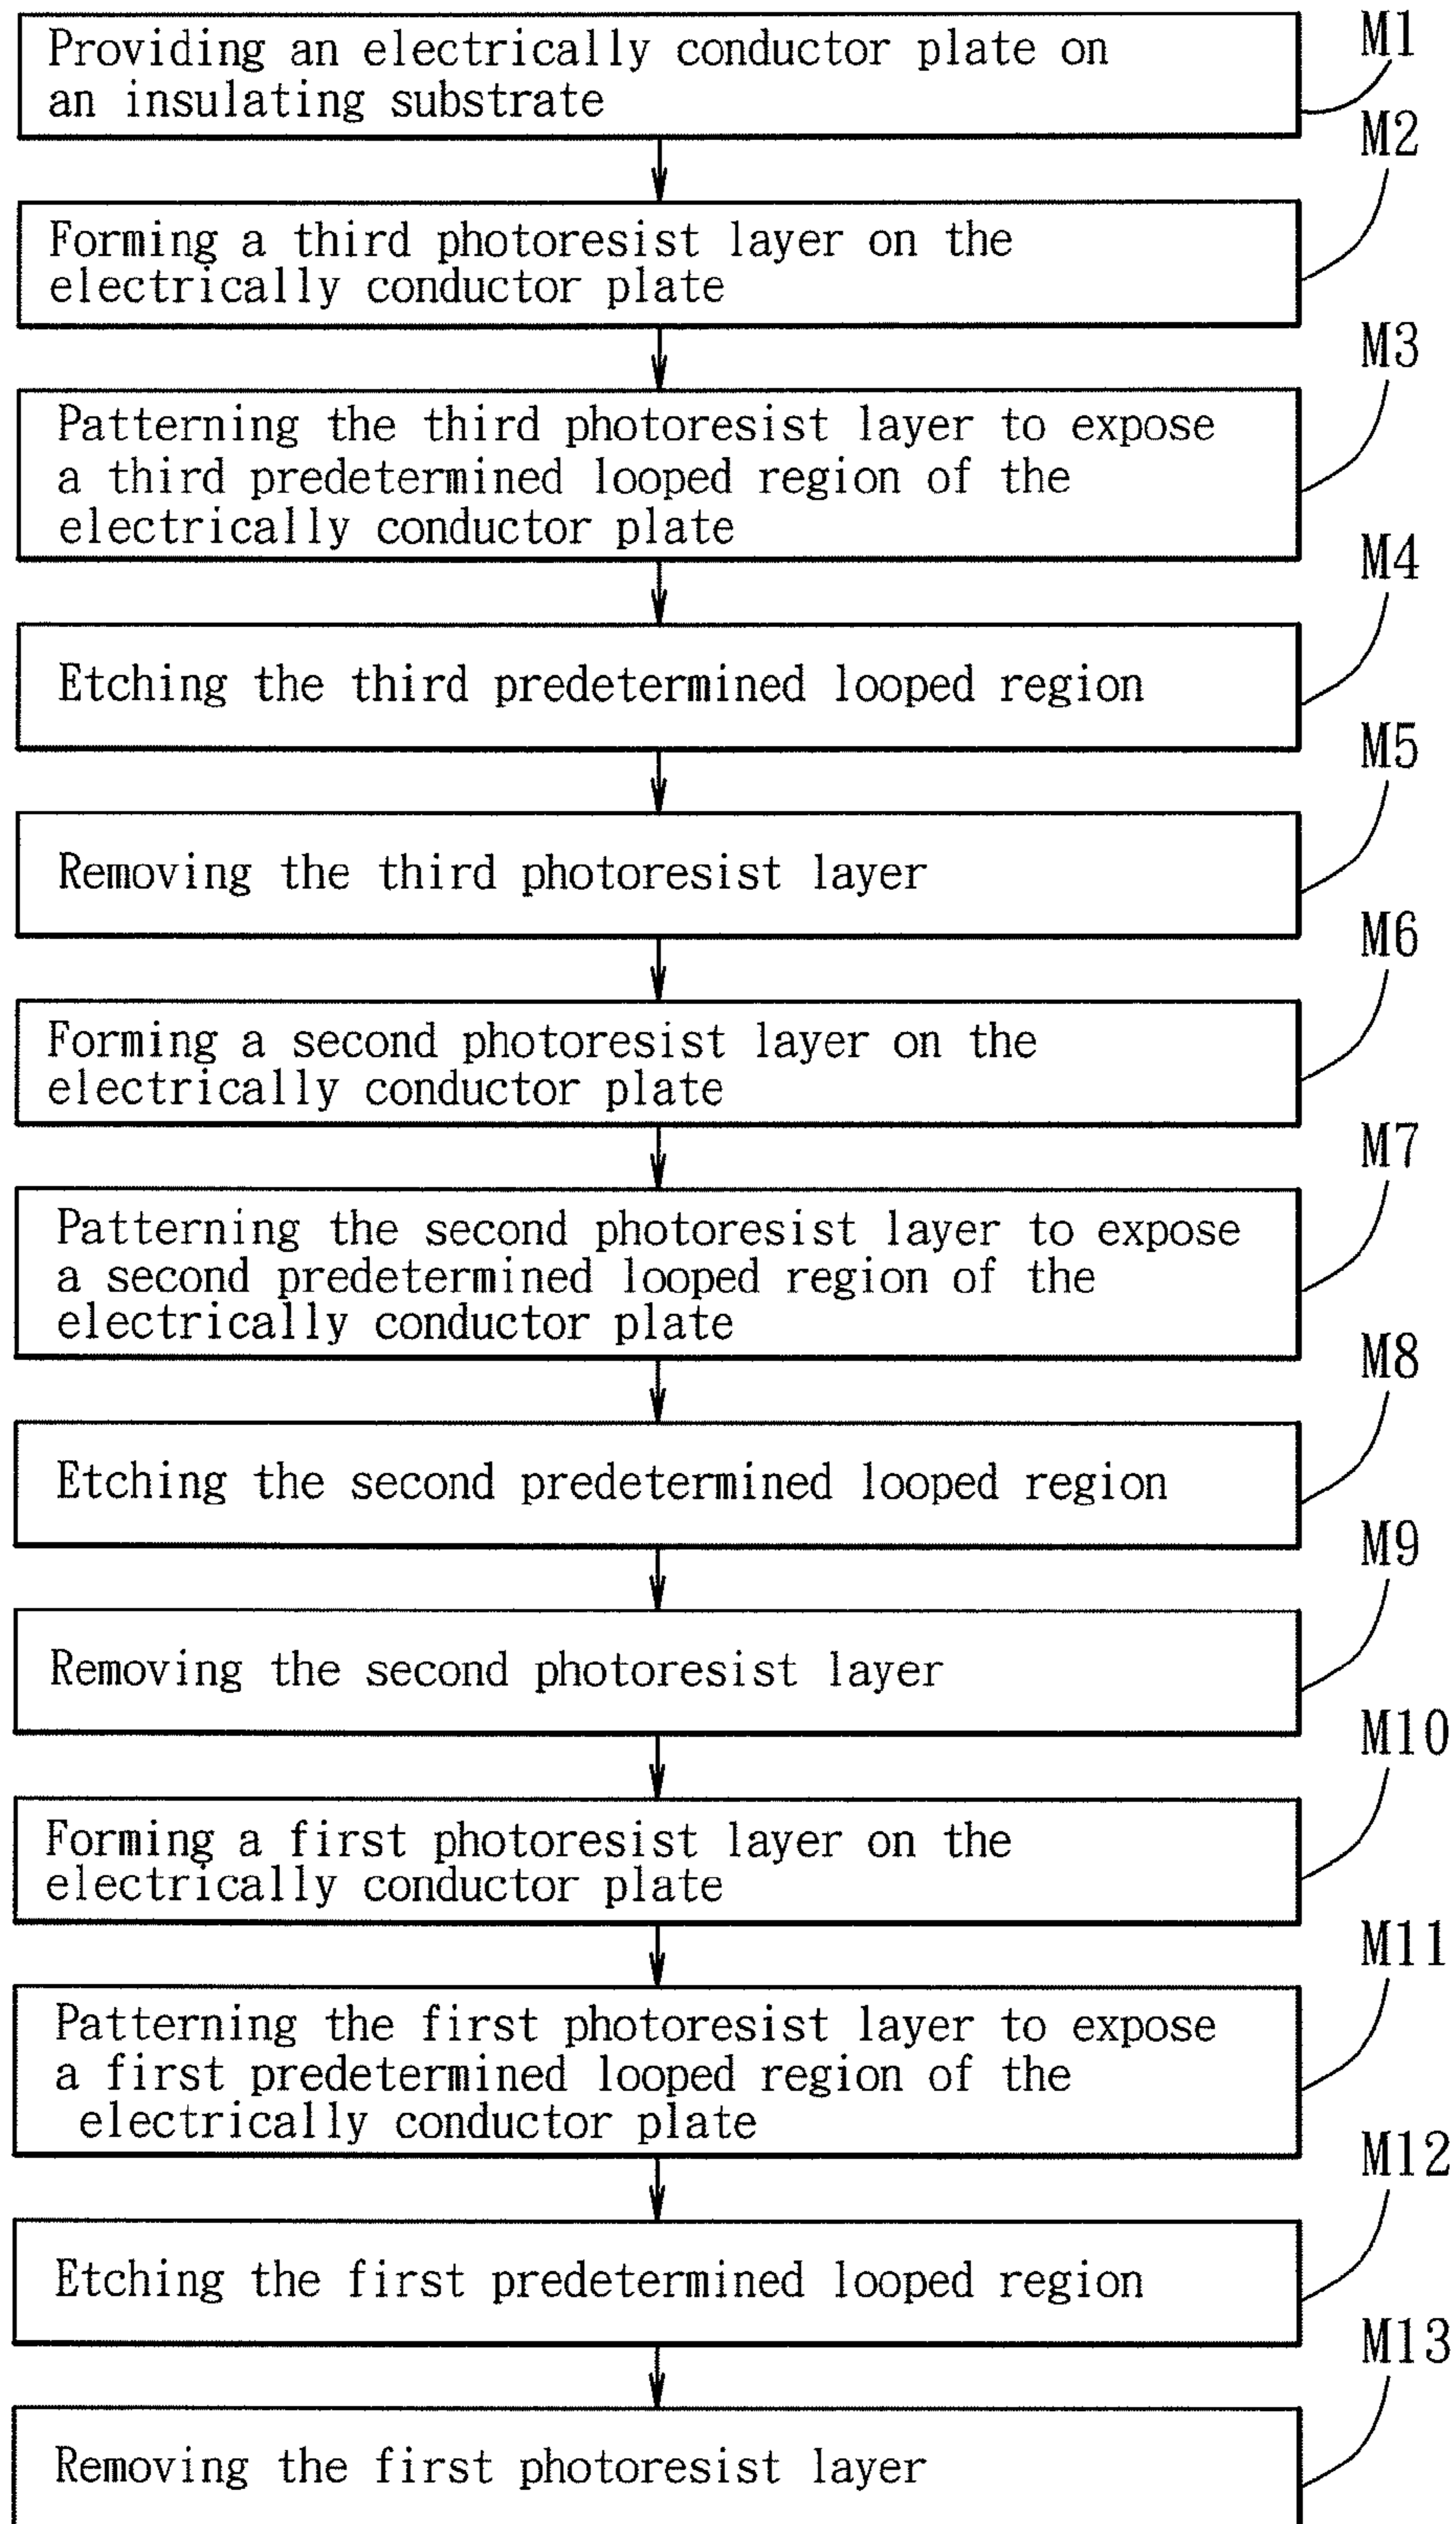 Providing an electrically conductor plate on
an insulating substrate
M1
Forming a third photoresist layer on the
electrically conductor plate
M2
Patterning the third photoresist layer to expose
a third predetermined looped region of the
electrically conductor plate
M3
Etching the third predetermined looped region
M4
Removing the third photoresist layer
M5
Forming a second photoresist layer on the
electrically conductor plate
M6
Patterning the second photoresist layer to expose
a second predetermined looped region of the
electrically conductor plate
M7
Etching the second predetermined looped region
M8
Removing the second photoresist layer
M9
Forming a first photoresist layer on the
electrically conductor plate
M10
Patterning the first photoresist layer to expose
a first predetermined looped region of the
electrically conductor plate
M11
Etching the first predetermined looped region
M12
Removing the first photoresist layer
M13